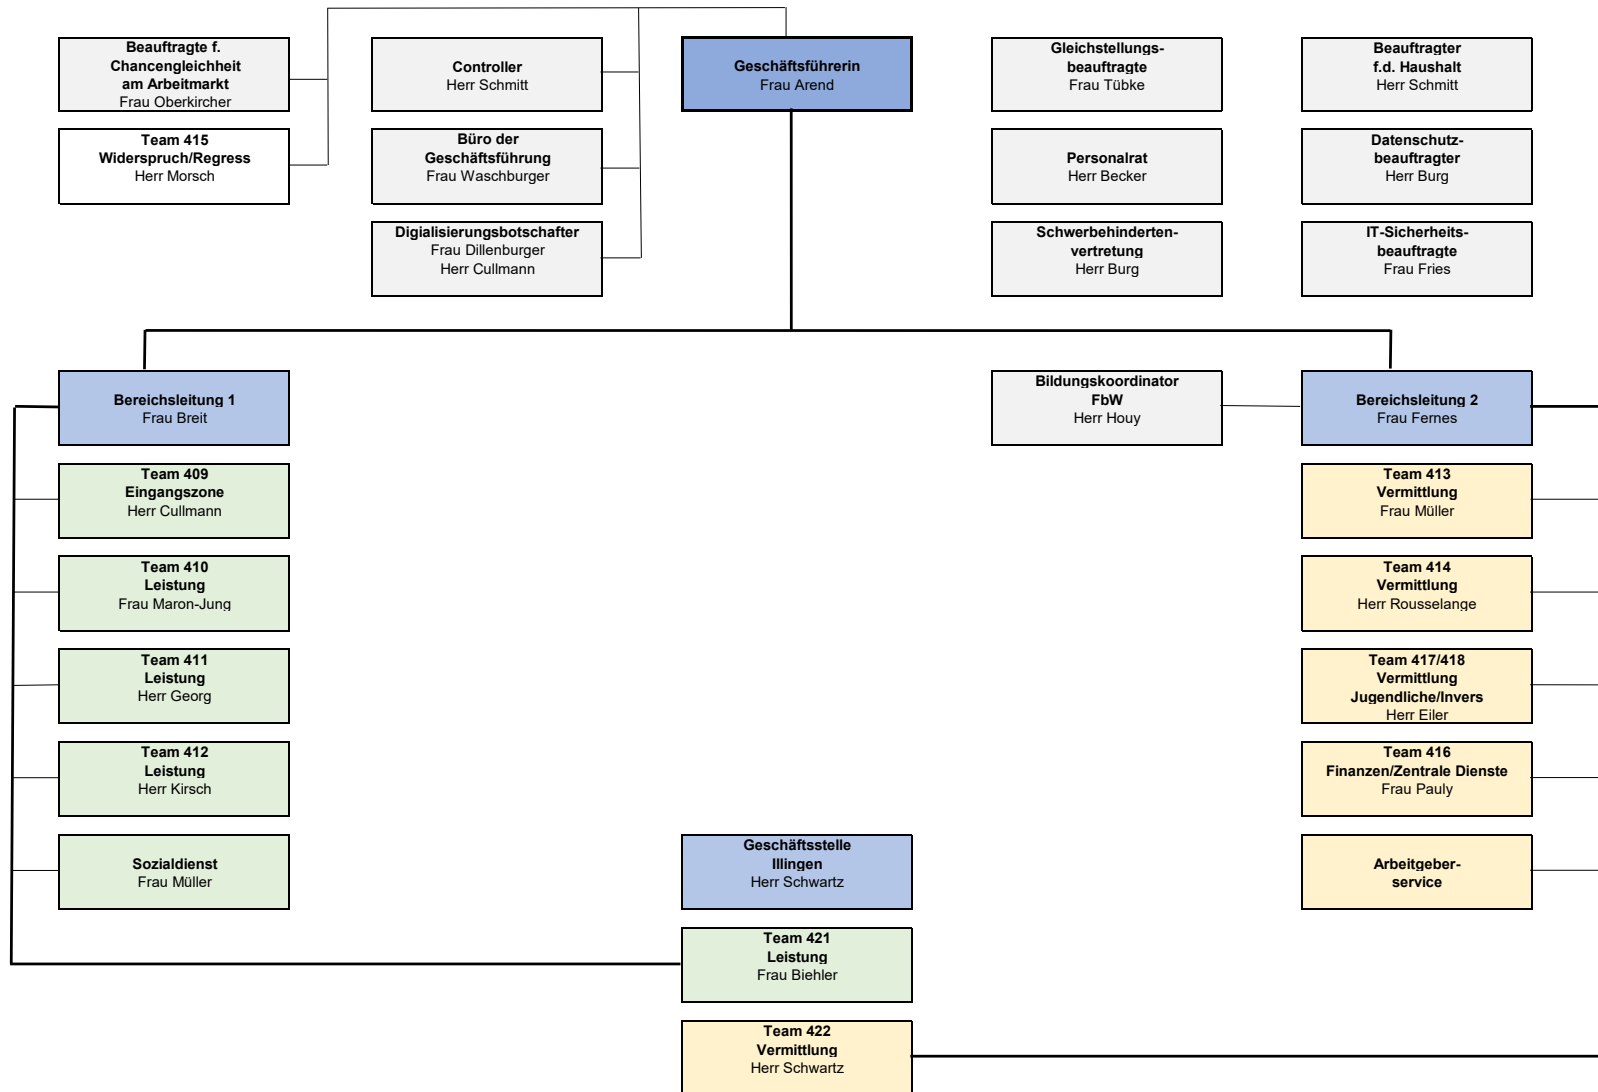 Beauftragte f.
Chancengleichheit
am Arbeitmarkt
Frau Oberkircher
Controller
Herr Schmitt
Geschäftsführerin
Frau Arend
Gleichstellungs-
beauftragte
Frau Tübke
Beauftragter
f.d. Haushalt
Herr Schmitt
Team 415
Widerspruch/Regress
Herr Morsch
Büro der
Geschäftsführung
Frau Waschburger
Personalrat
Herr Becker
Datenschutz-
beauftragter
Herr Burg
Digialisierungsbotschafter
Frau Dillenburger
Herr Cullmann
Schwerbehinderten-
vertretung
Herr Burg
IT-Sicherheits-
beauftragte
Frau Fries
Bereichsleitung 1
Frau Breit
Bildungskoordinator
FbW
Herr Houy
Bereichsleitung 2
Frau Fernes
Team 409
Eingangszone
Herr Cullmann
Team 413
Vermittlung
Frau Müller
Team 410
Leistung
Frau Maron-Jung
Team 414
Vermittlung
Herr Rousselange
Team 411
Leistung
Herr Georg
Team 417/418
Vermittlung
Jugendliche/Invers
Herr Eiler
Team 412
Leistung
Herr Kirsch
Team 416
Finanzen/Zentrale Dienste
Frau Pauly
Sozialdienst
Frau Müller
Geschäftsstelle
Illingen
Herr Schwartz
Arbeitgeber-
service
Team 421
Leistung
Frau Biehler
Team 422
Vermittlung
Herr Schwartz